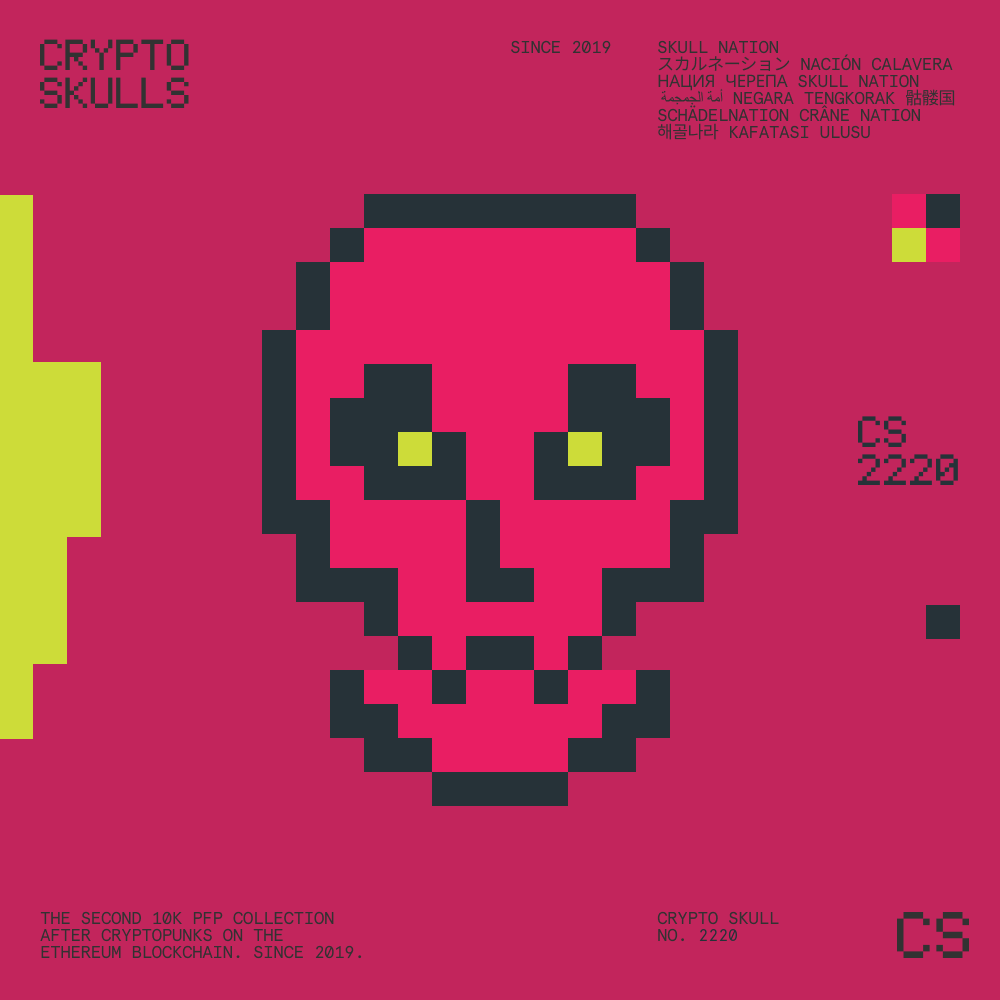 CRYPTO
SKULLS
SINCE 2019
SKULL NATION
スカルネーション NACIÓN CALAVERA
НАЦИЯ ЧЕРЕПА SKULL NATION
أمة الجمجمة NEGARA TENGKORAK 骷髅国
SCHÄDELNATION CRÂNE NATION
해골나라 KAFATASI ULUSU
CS
2220
THE SECOND 10K PFP COLLECTION
AFTER CRYPTOPUNKS ON THE
ETHEREUM BLOCKCHAIN. SINCE 2019.
CRYPTO SKULL
NO. 2220
CS